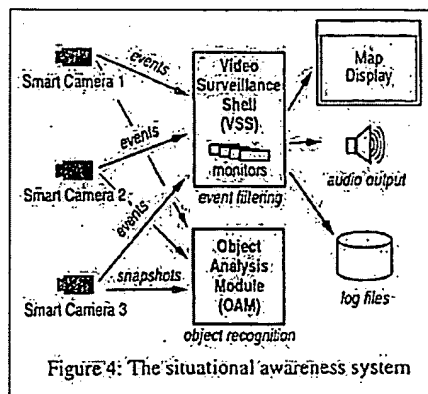 Smart Camera 1
events
Video
Surveillance
Shell
(VSS)
monitors
event filtering
Map
Display
audio output
Smart Camera 2
events
events
Smart Camera 3
snapshots
Object
Analysis
Module
(OAM)
object recognition
log files
Figure 4: The situational awareness system